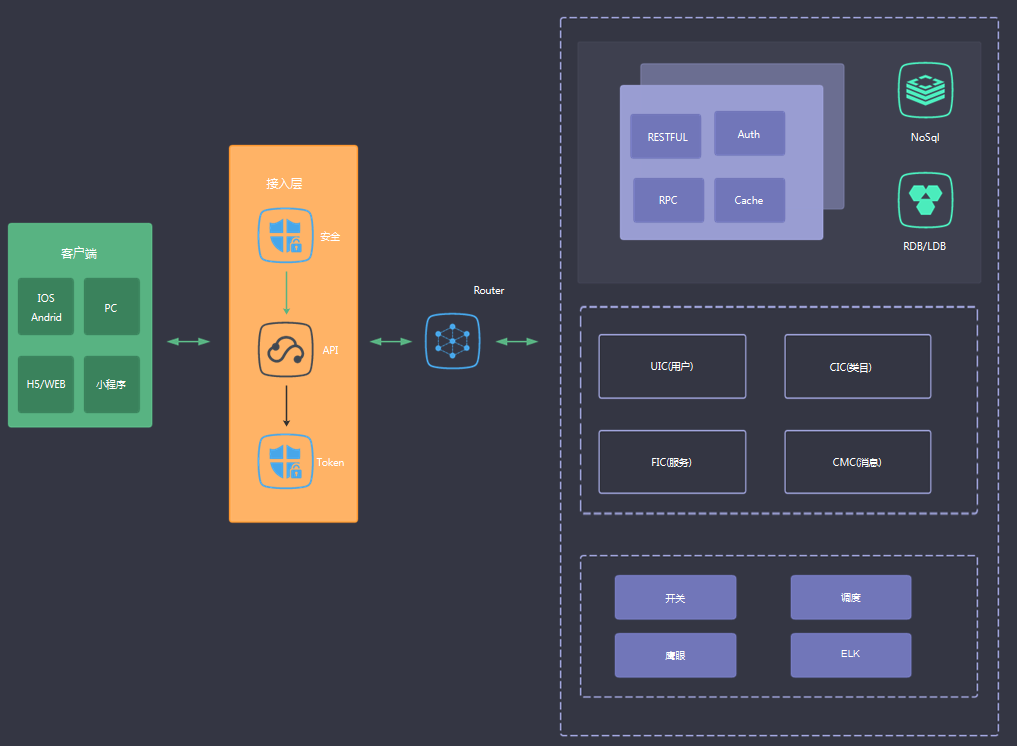 客户端
IOS
Andrid
PC
H5/WEB
小程序
接入层
安全
API
Token
Router
RESTFUL
Auth
RPC
Cache
NoSql
RDB/LDB
UIC(用户)
CIC(类目)
FIC(服务)
CMC(消息)
开关
调度
鹰眼
ELK